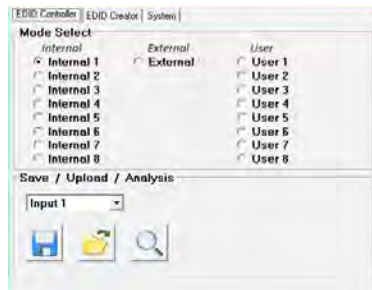 EDID Controller EDID Creator System
Mode Select
Internal External User
Internal 1 External User 1
Internal 2 User 2
Internal 3 User 3
Internal 4 User 4
Internal 5 User 5
Internal 6 User 6
Internal 7 User 7
Internal 8 User 8
Save / Upload / Analysis
Input 1